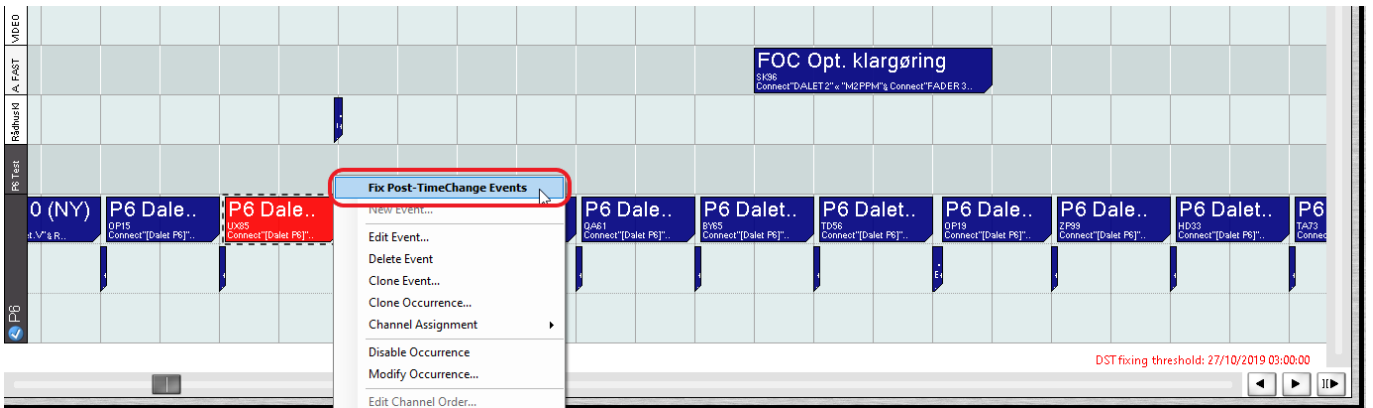 VIDEO
A. FAST
FOC Opt. klargøring
SK96
Connect"DALET2"« "M2PPM"§ Connect"FADER 3..
Rådhus Kl
P6 Test
Fix Post-TimeChange Events
New Event...
Edit Event...
Delete Event
Clone Event...
Clone Occurrence...
Channel Assignment
Disable Occurrence
Modify Occurrence...
Edit Channel Order...
P6
0 (NY)
P6 Dale..
OP15
Connect"[Dalet P6]"..
P6 Dale..
UX85
Connect"[Dalet P6]"..
P6 Dale..
QA61
Connect"[Dalet P6]"..
P6 Dalet..
BY65
Connect"[Dalet P6]"..
P6 Dalet..
TD56
Connect"[Dalet P6]"..
P6 Dale..
OP19
Connect"[Dalet P6]"..
P6 Dale..
ZP99
Connect"[Dalet P6]"..
P6 Dalet..
HD33
Connect"[Dalet P6]"..
P6
TA73
Connec
DST fixing threshold: 27/10/2019 03:00:00